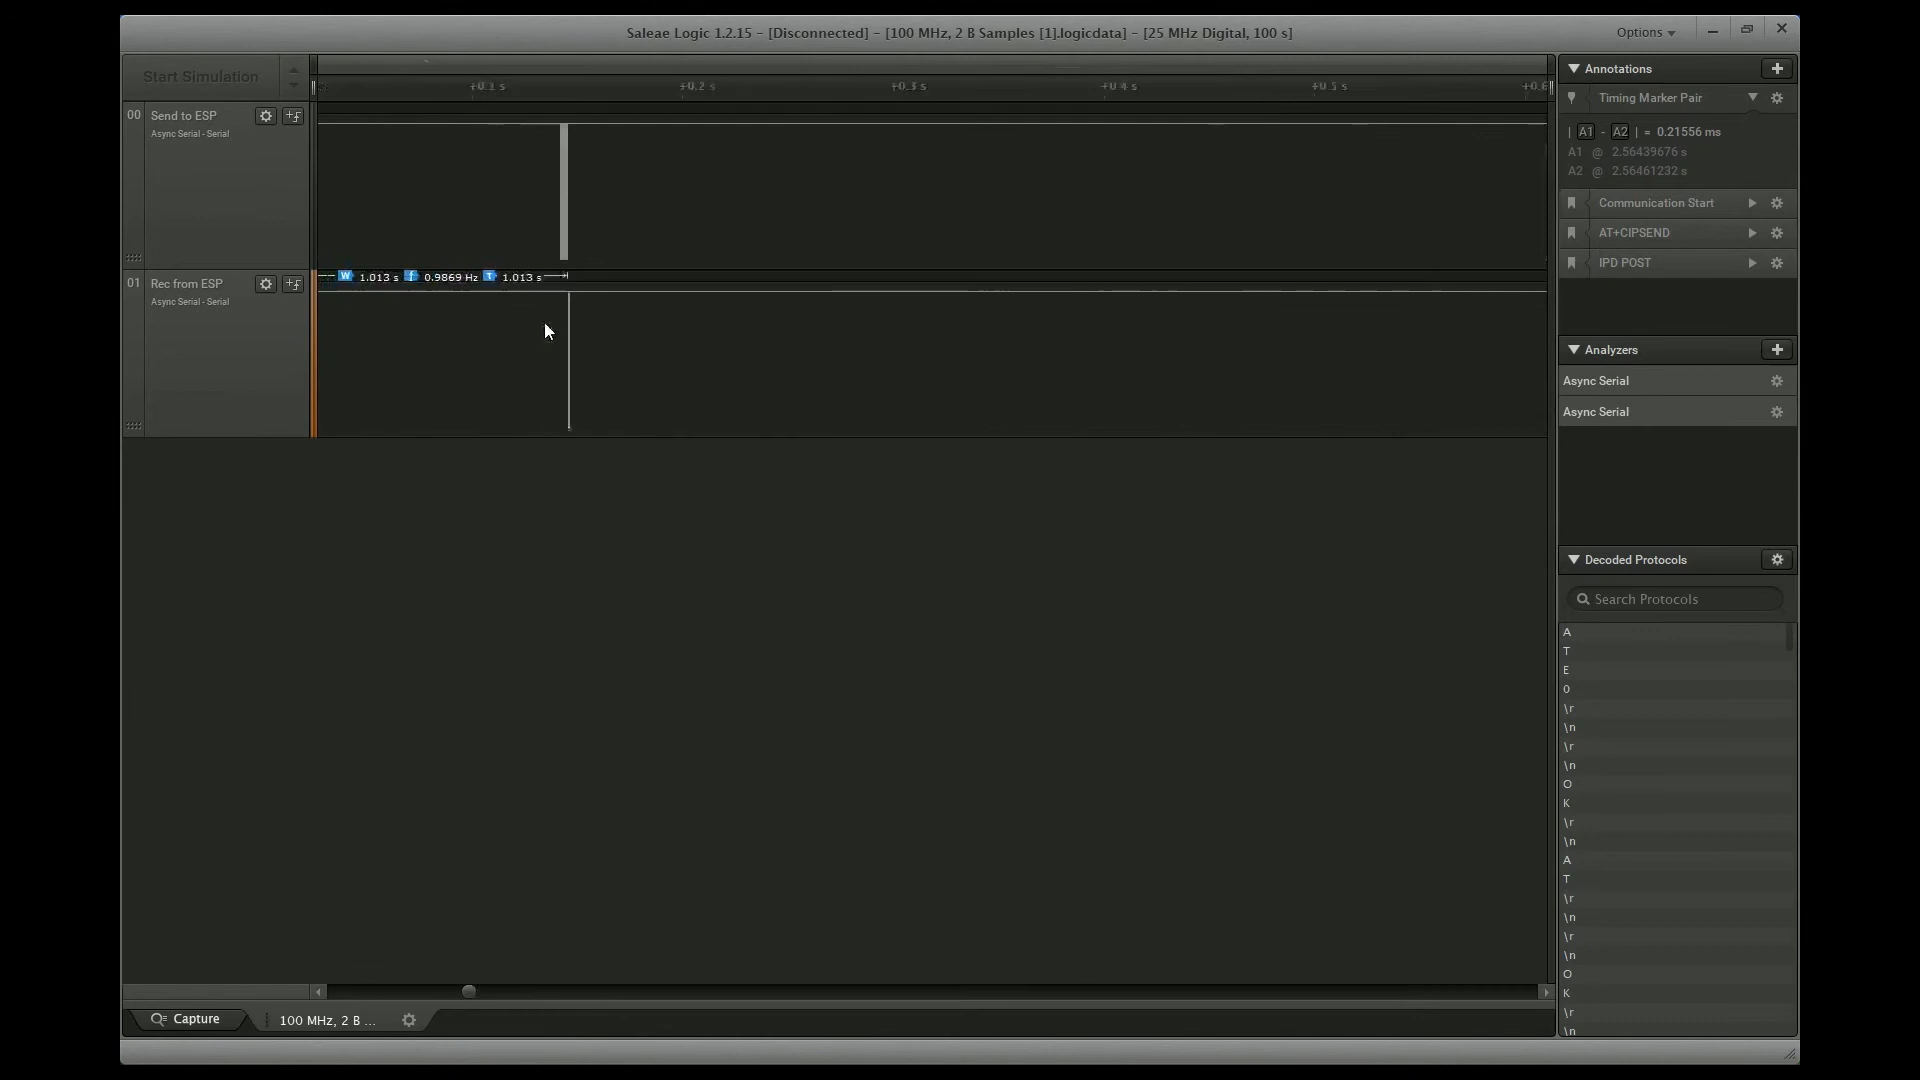 Saleae Logic 1.2.15 - [Disconnected] - [100 MHz, 2 B Samples [1].logicdata] - [25 MHz Digital, 100 s]
Options
Start Simulation
+0.1 s
+0.2 s
+0.3 s
+0.4 s
+0.5 s
+0.6
00
Send to ESP
Async Serial - Serial
W 1.013 s f 0.9869 Hz T 1.013 s
01
Rec from ESP
Async Serial - Serial
Annotations
Timing Marker Pair
| A1 - A2 | = 0.21556 ms
A1 @ 2.56439676 s
A2 @ 2.56461232 s
Communication Start
AT+CIPSEND
IPD POST
Analyzers
Async Serial
Async Serial
Decoded Protocols
Search Protocols
A
T
E
0
\r
\n
\r
\n
O
K
\r
\n
A
T
\r
\n
\r
\n
O
K
\r
\n
Capture
100 MHz, 2 B ...